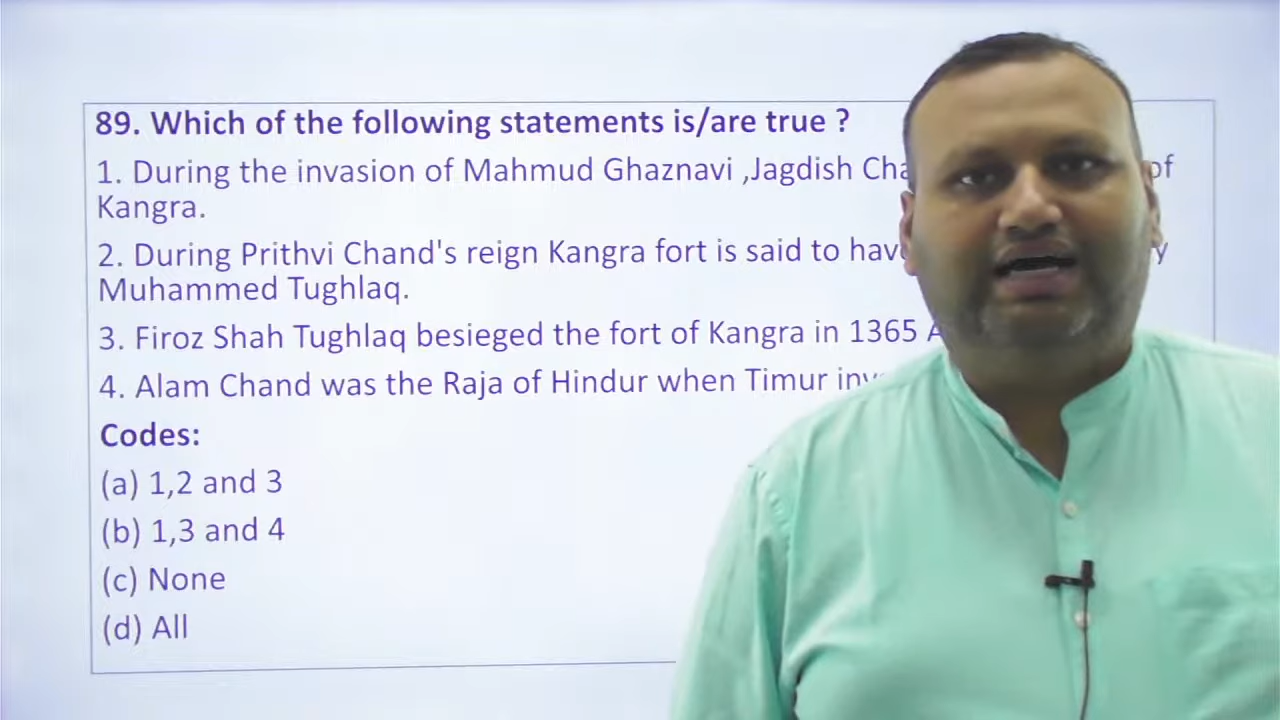 89. Which of the following statements is/are true ?
1. During the invasion of Mahmud Ghaznavi ,Jagdish of
Kangra.
2. During Prithvi Chand's reign Kangra fort is said to
Muhammed Tughlaq.
3. Firoz Shah Tughlaq besieged the fort of Kangra in 1365
4. Alam Chand was the Raja of Hindur when Timur
Codes:
(a) 1,2 and 3
(b) 1,3 and 4
(c) None
(d) All